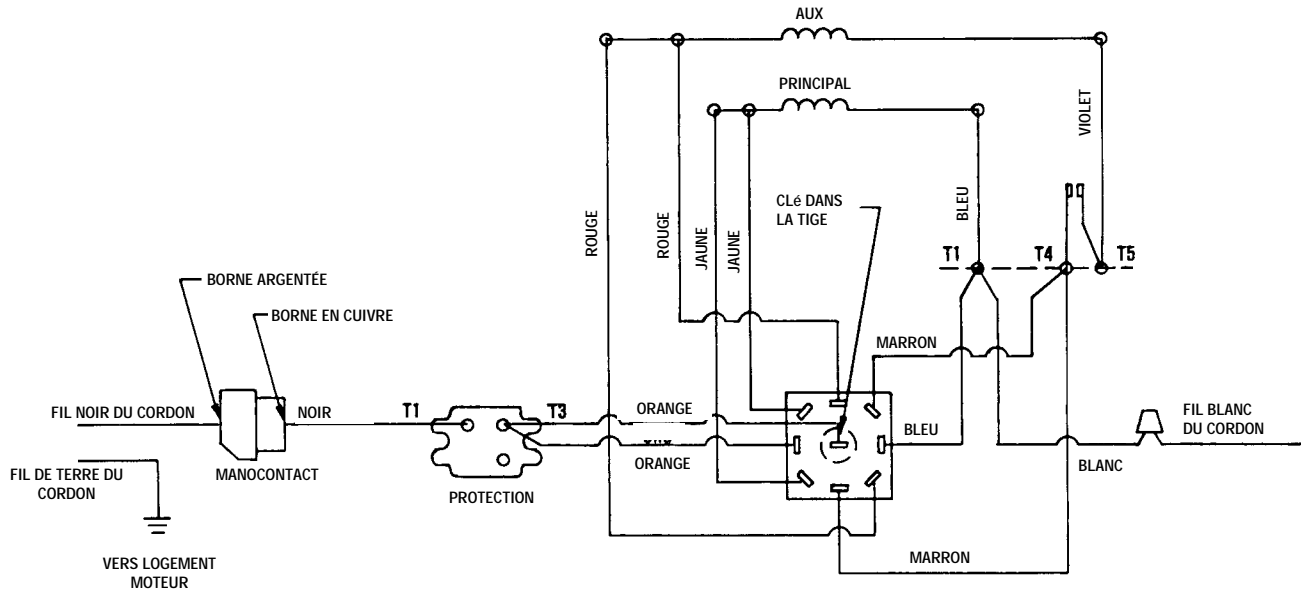 AUX
PRINCIPAL
VIOLET
CLé DANS
LA TIGE
BLEU
ROUGE
ROUGE
JAUNE
JAUNE
T1
T4
T5
BORNE ARGENTÉE
BORNE EN CUIVRE
MARRON
FIL NOIR DU CORDON
NOIR
T1
T3
ORANGE
BLEU
FIL BLANC
DU CORDON
ORANGE
BLANC
FIL DE TERRE DU
CORDON
MANOCONTACT
PROTECTION
VERS LOGEMENT
MOTEUR
MARRON